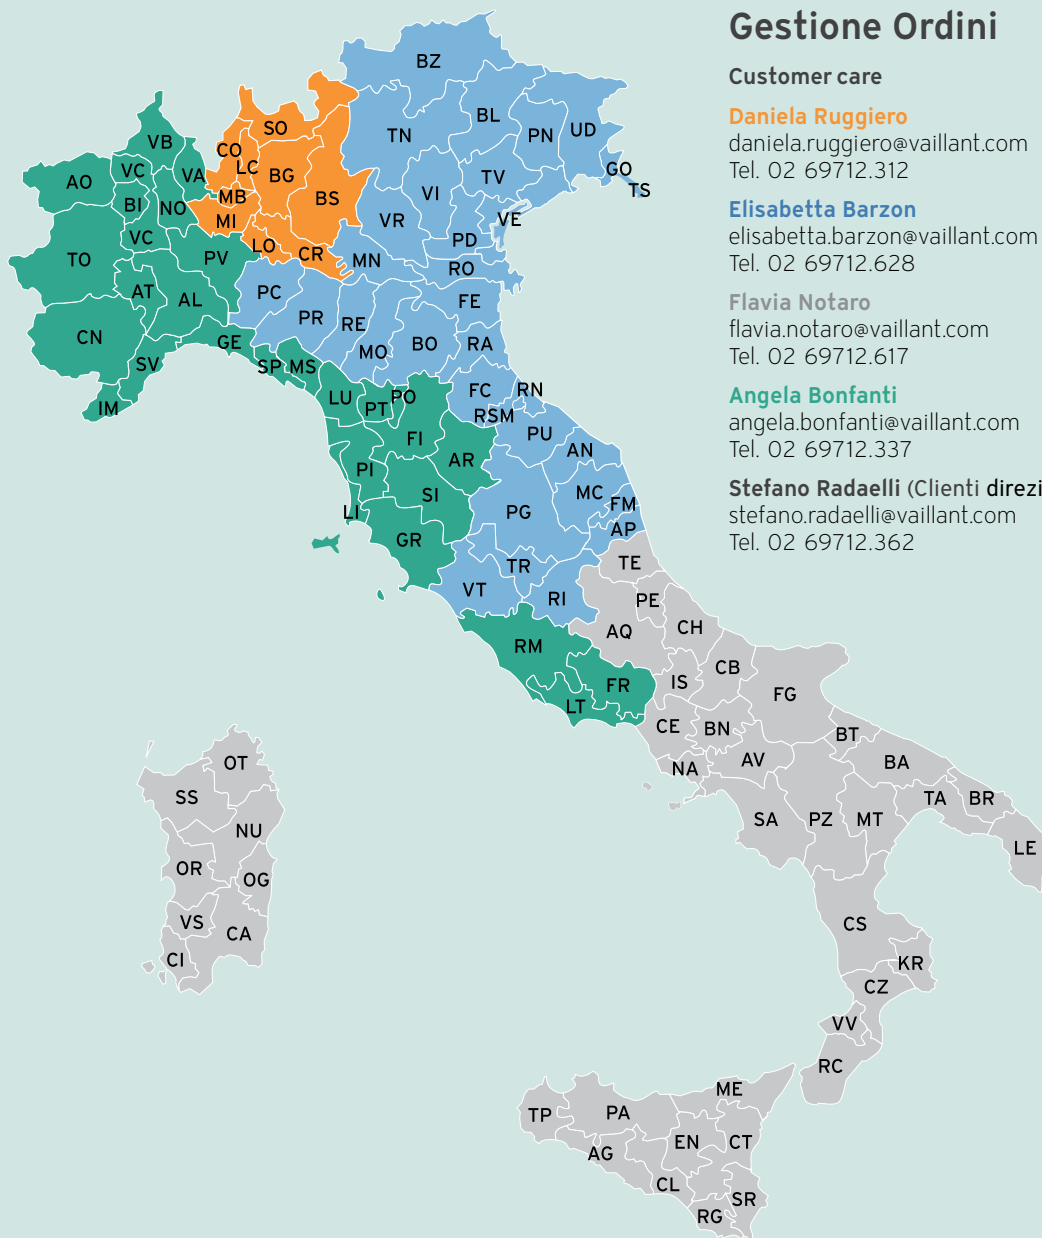 Gestione Ordini
Customer care
Daniela Ruggiero
daniela.ruggiero@vaillant.com
Tel. 02 69712.312
Elisabetta Barzon
elisabetta.barzon@vaillant.com
Tel. 02 69712.628
Flavia Notaro
flavia.notaro@vaillant.com
Tel. 02 69712.617
Angela Bonfanti
angela.bonfanti@vaillant.com
Tel. 02 69712.337
Stefano Radaelli (Clienti direzi
stefano.radaelli@vaillant.com
Tel. 02 69712.362
BZ
SO
TN
BL
PN
UD
VB
CO
LC
GO
AO
VC
VA
BG
TV
TS
BI
NO
MB
BS
VI
MI
VR
VE
VC
PV
LO
CR
MN
PD
TO
RO
AT
AL
PC
PR
RE
FE
CN
GE
MO
BO
RA
SV
SP
MS
IM
LU
PT
PO
FC
RN
RSM
FI
PU
PI
AR
AN
SI
MC
LI
PG
FM
GR
AP
TR
TE
VT
RI
PE
AQ
CH
RM
CB
FR
IS
FG
LT
CE
BN
BT
OT
NA
AV
BA
SS
TA
BR
NU
SA
PZ
MT
LE
OR
OG
VS
CA
CS
CI
KR
CZ
VV
RC
ME
TP
PA
EN
CT
AG
CL
SR
RG